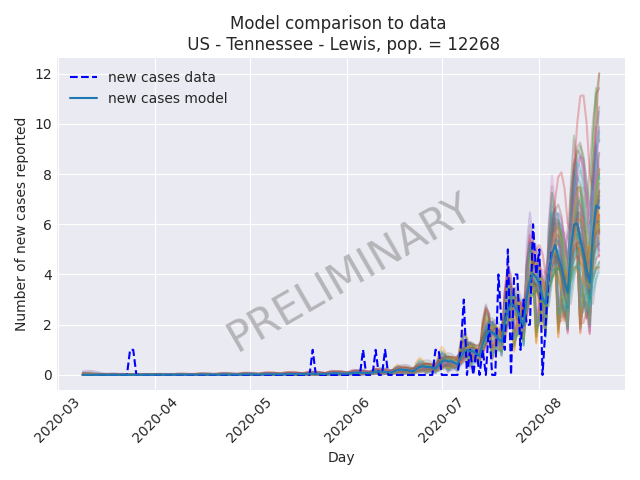 Model comparison to data
US - Tennessee - Lewis, pop. = 12268
new cases data
new cases model
PRELIMINARY
Number of new cases reported
12
10
8
6
4
2
0
2020-03
2020-04
2020-05
2020-06
2020-07
2020-08
Day